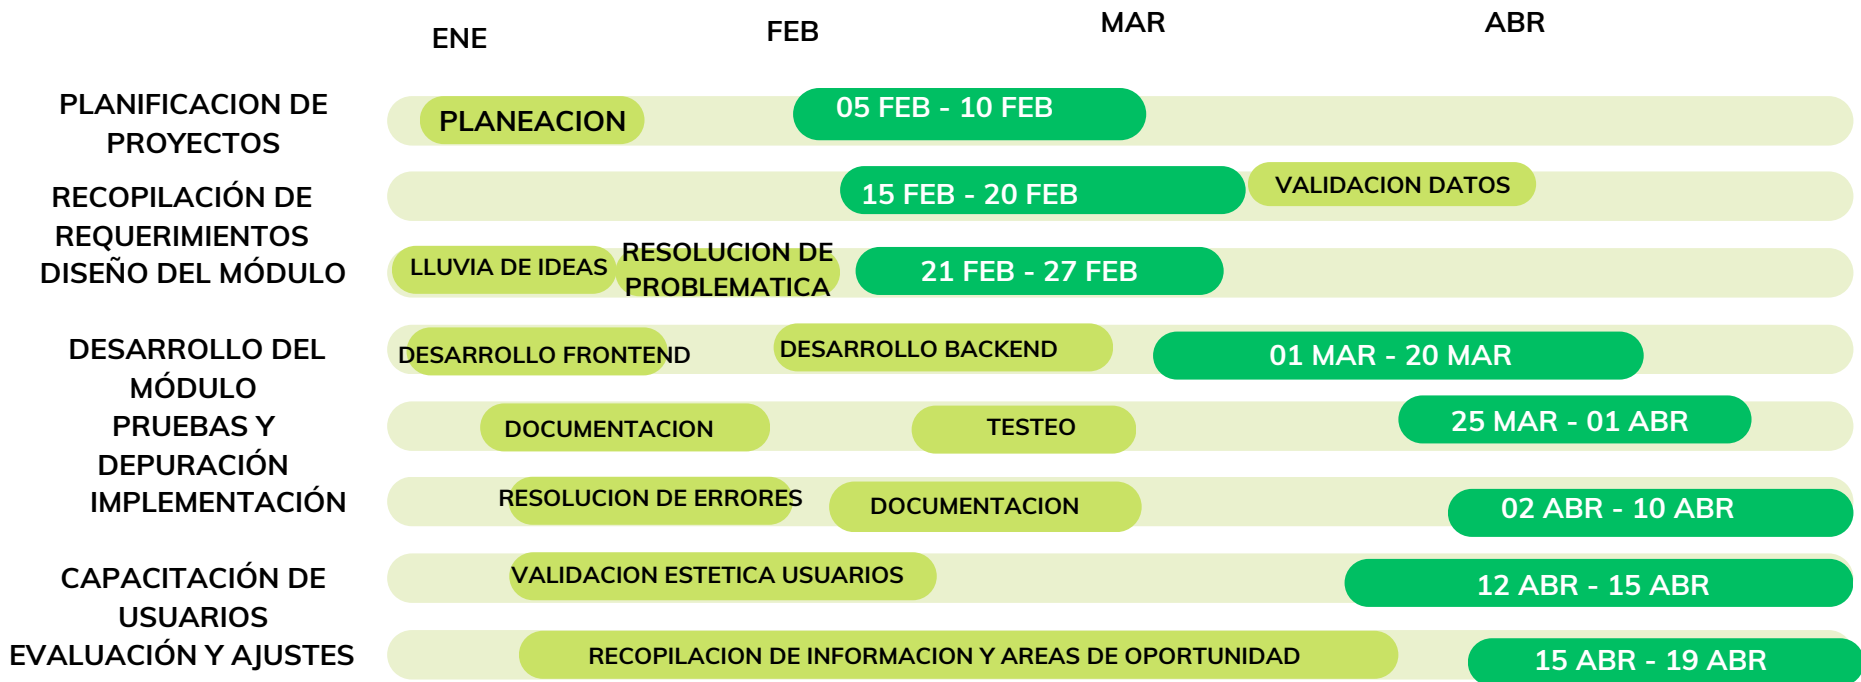 ENE
FEB
MAR
ABR
PLANIFICACION DE
PROYECTOS
PLANEACION
05 FEB - 10 FEB
RECOPILACIÓN DE
REQUERIMIENTOS
15 FEB - 20 FEB
VALIDACION DATOS
DISEÑO DEL MÓDULO
LLUVIA DE IDEAS
RESOLUCION DE
PROBLEMATICA
21 FEB - 27 FEB
DESARROLLO DEL
MÓDULO
DESARROLLO FRONTEND
DESARROLLO BACKEND
01 MAR - 20 MAR
PRUEBAS Y
DEPURACIÓN
DOCUMENTACION
TESTEO
25 MAR - 01 ABR
IMPLEMENTACIÓN
RESOLUCION DE ERRORES
DOCUMENTACION
02 ABR - 10 ABR
CAPACITACIÓN DE
USUARIOS
VALIDACION ESTETICA USUARIOS
12 ABR - 15 ABR
EVALUACIÓN Y AJUSTES
RECOPILACION DE INFORMACION Y AREAS DE OPORTUNIDAD
15 ABR - 19 ABR